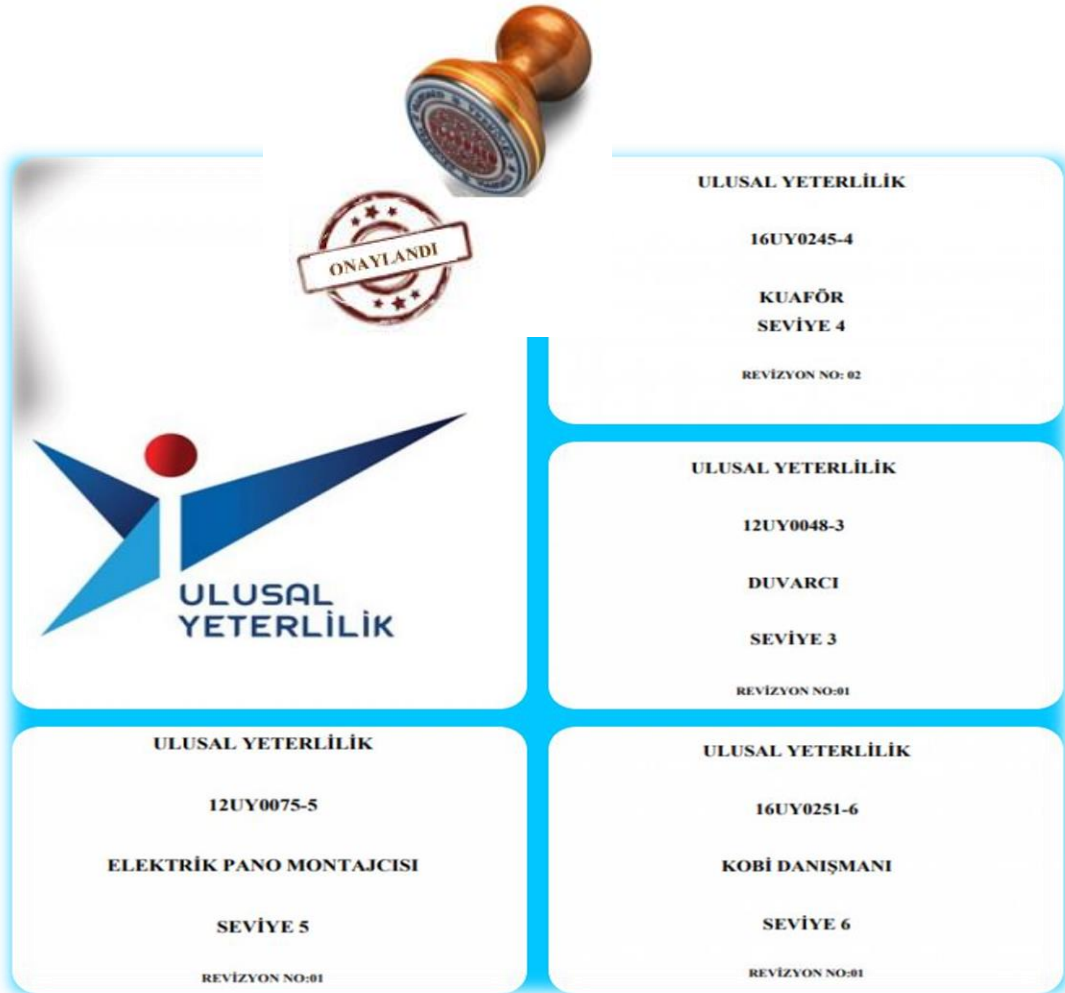 ONAYLANDI
ULUSAL
YETERLİLİK
ULUSAL YETERLİLİK
16UY0245-4
KUAFÖR
SEVİYE 4
REVİZYON NO: 02
ULUSAL YETERLİLİK
12UY0048-3
DUVARCI
SEVİYE 3
REVİZYON NO:01
ULUSAL YETERLİLİK
12UY0075-5
ELEKTRİK PANO MONTAJCISI
SEVİYE 5
REVİZYON NO:01
ULUSAL YETERLİLİK
16UY0251-6
KOBİ DANIŞMANI
SEVİYE 6
REVİZYON NO:01